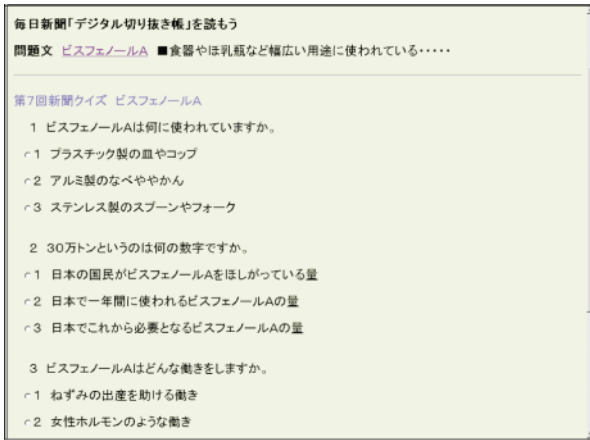 毎日新聞「デジタル切り抜き帳」を読もう
問題文 ビスフェノールA ■食器やほ乳瓶など幅広い用途に使われている・・・・・
第7回新聞クイズ ビスフェノールA
1 ビスフェノールAは何に使われていますか。
1 プラスチック製の皿やコップ
2 アルミ製のなべややかん
3 ステンレス製のスプーンやフォーク
2 30万トンというのは何の数字ですか。
1 日本の国民がビスフェノールAをほしがっている量
2 日本で一年間に使われるビスフェノールAの量
3 日本でこれから必要となるビスフェノールAの量
3 ビスフェノールAはどんな働きをしますか。
1 ねずみの出産を助ける働き
2 女性ホルモンのような働き